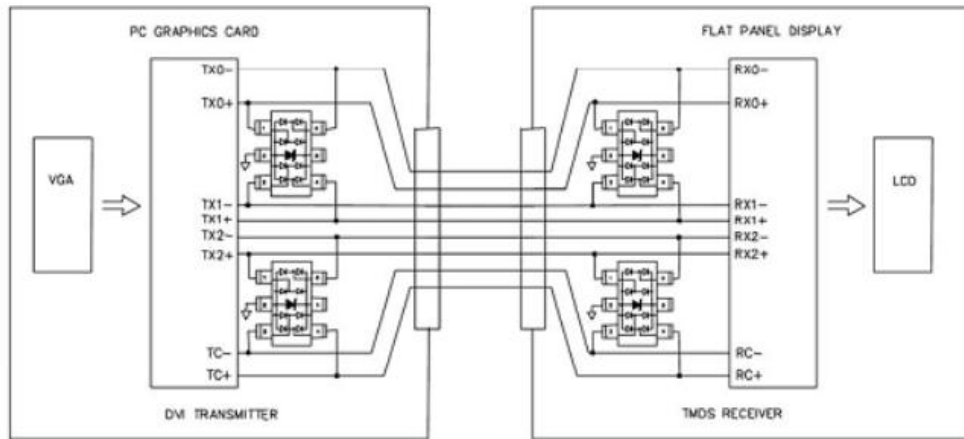 PC GRAPHICS CARD
FLAT PANEL DISPLAY
TX0-
TX0+
TX1-
TX1+
TX2-
TX2+
TC-
TC+
VGA
DVI TRANSMITTER
RX0-
RX0+
RX1-
RX1+
RX2-
RX2+
RC-
RC+
LCD
TMDS RECEIVER